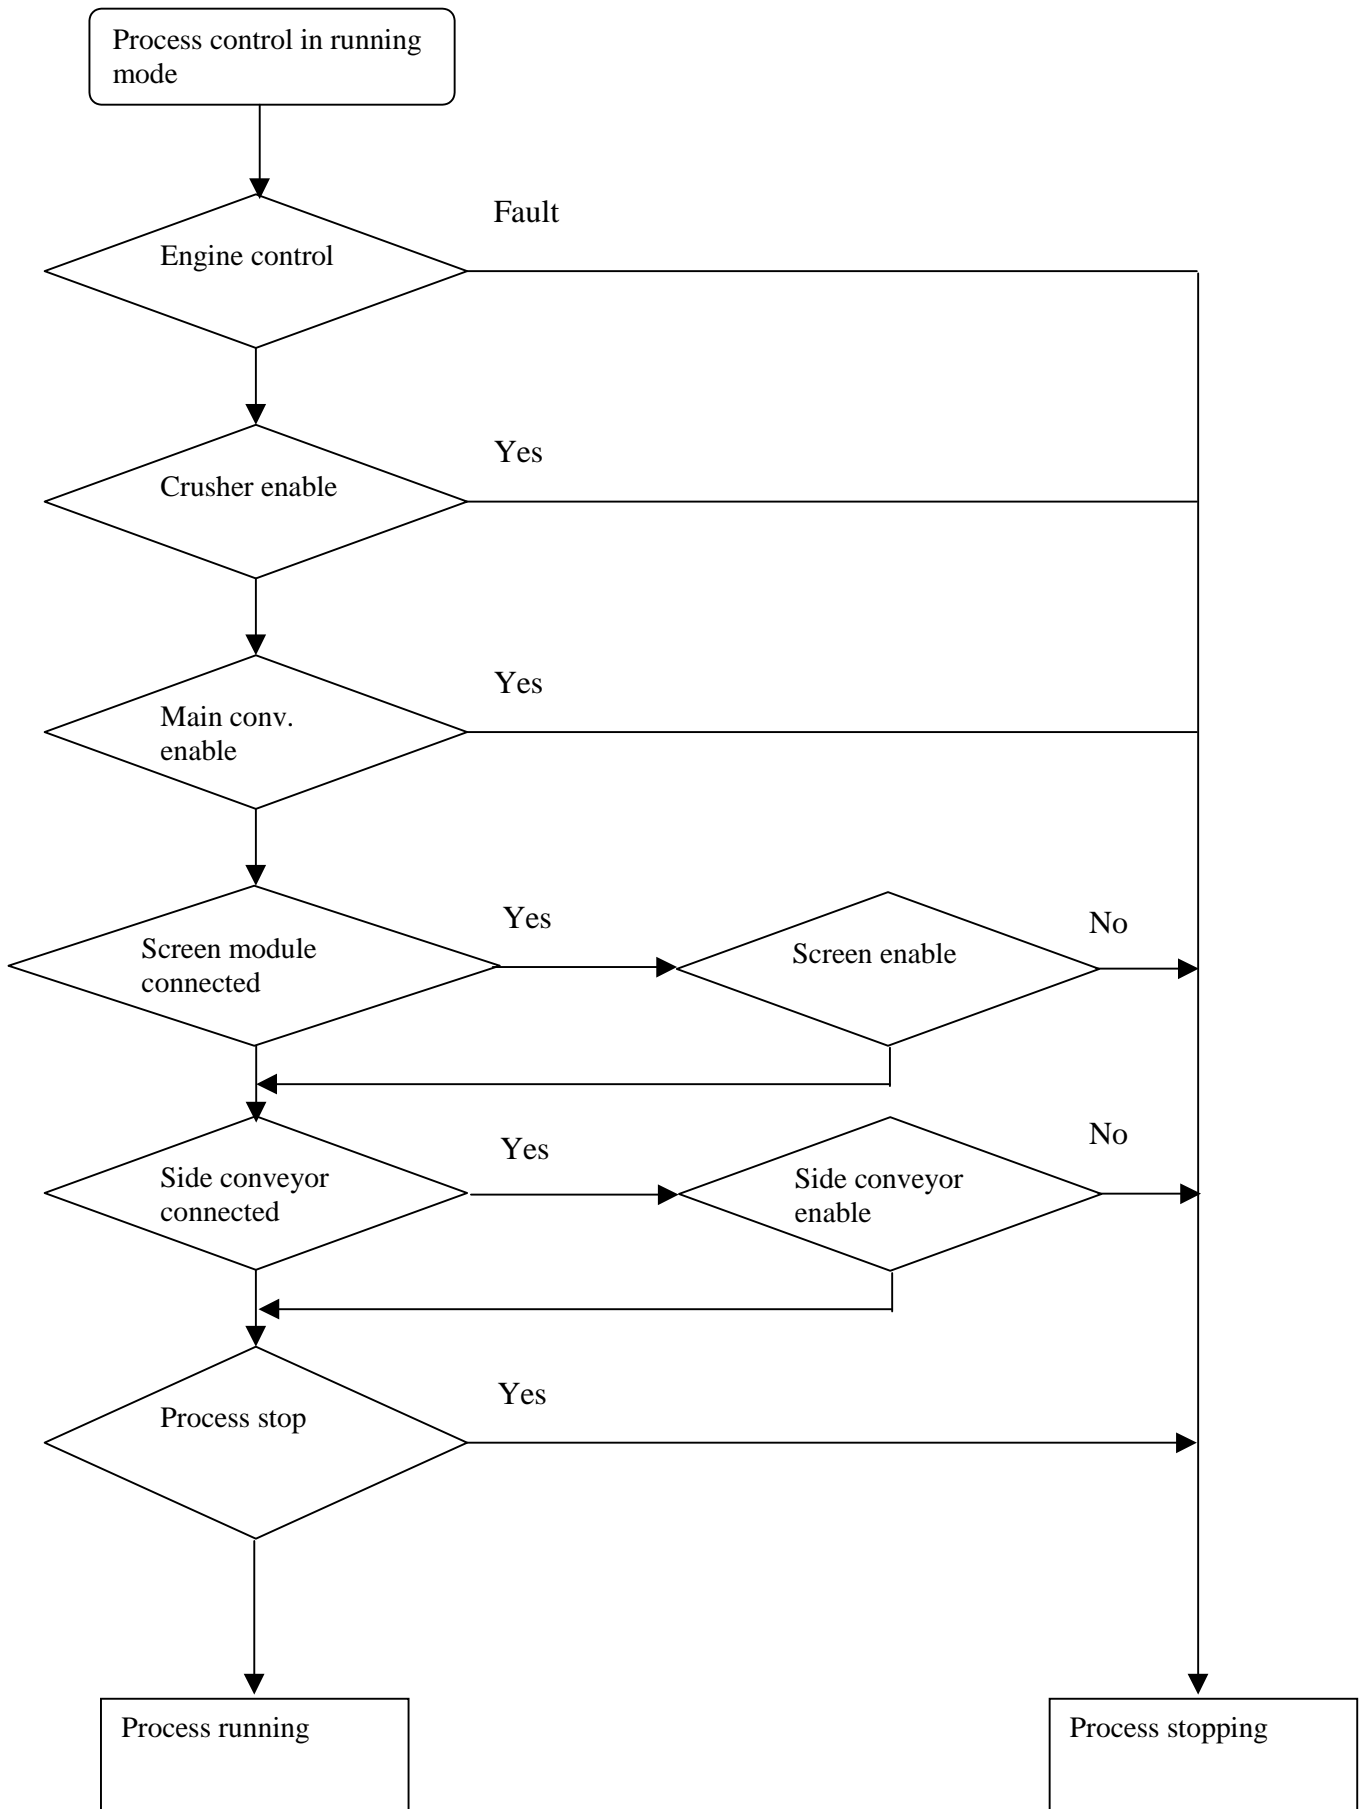 Process control in running
mode
Fault
Engine control
Yes
Crusher enable
Yes
Main conv.
enable
Yes
No
Screen module
connected
Screen enable
Yes
No
Side conveyor
connected
Side conveyor
enable
Yes
Process stop
Process running
Process stopping